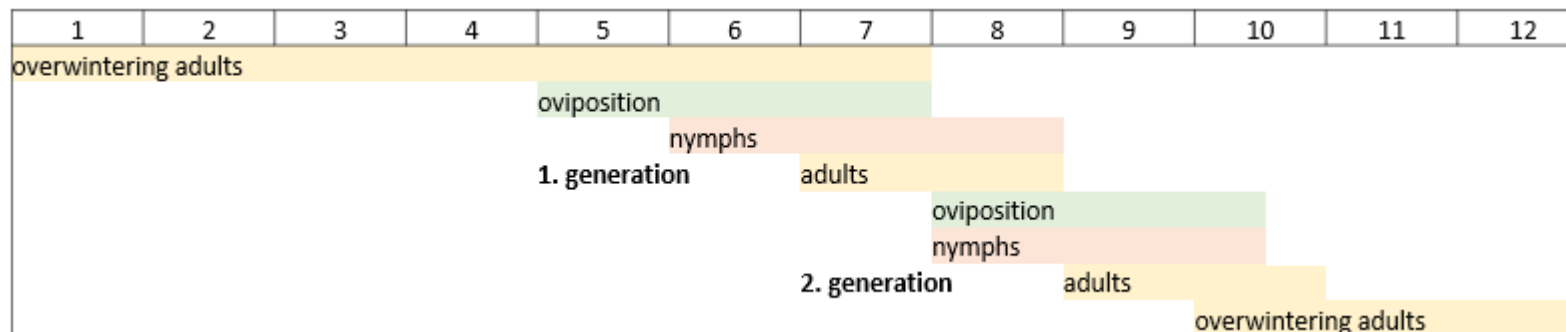 1 2 3 4 5 6 7 8 9 10 11 12
overwintering adults
oviposition
nymphs
1. generation adults
oviposition
nymphs
2. generation adults
overwintering adults